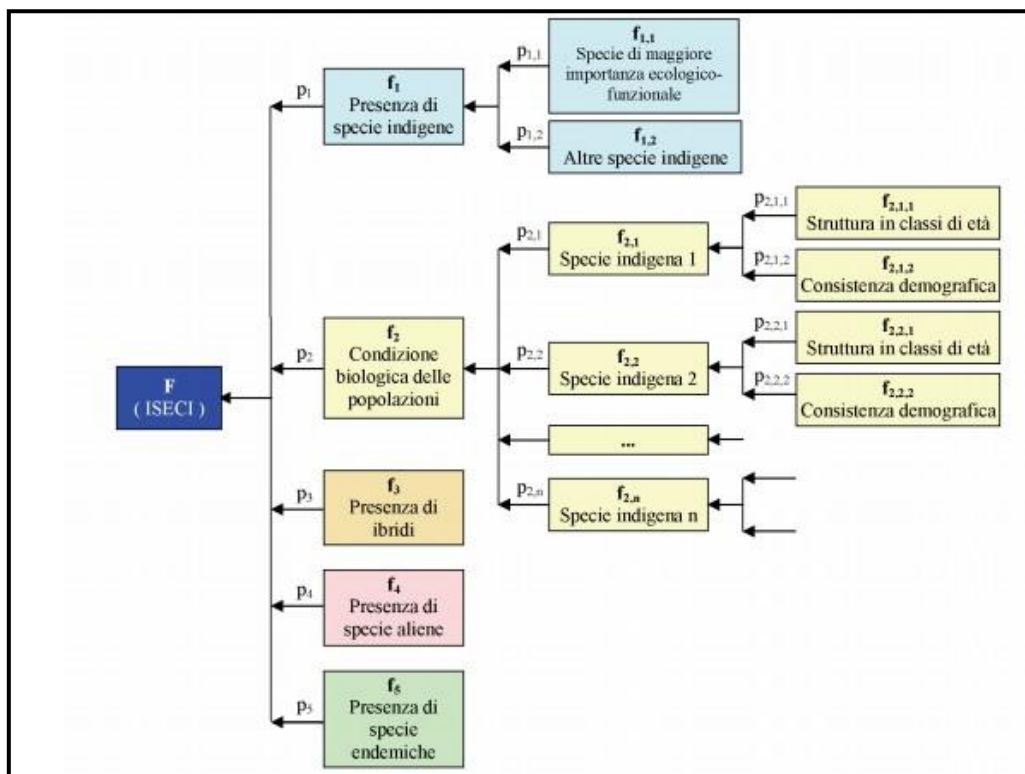 F
( ISECI )
p1
f1
Presenza di
specie indigene
p1,1
f1,1
Specie di maggiore
importanza ecologico-
funzionale
p1,2
f1,2
Altre specie indigene
p2
f2
Condizione
biologica delle
popolazioni
p2,1
f2,1
Specie indigena 1
p2,1,1
f2,1,1
Struttura in classi di età
p2,1,2
f2,1,2
Consistenza demografica
p2,2
f2,2
Specie indigena 2
p2,2,1
f2,2,1
Struttura in classi di età
p2,2,2
f2,2,2
Consistenza demografica
...
p2,n
f2,n
Specie indigena n
p3
f3
Presenza di
ibridi
p4
f4
Presenza di
specie aliene
p5
f5
Presenza di
specie
endemiche